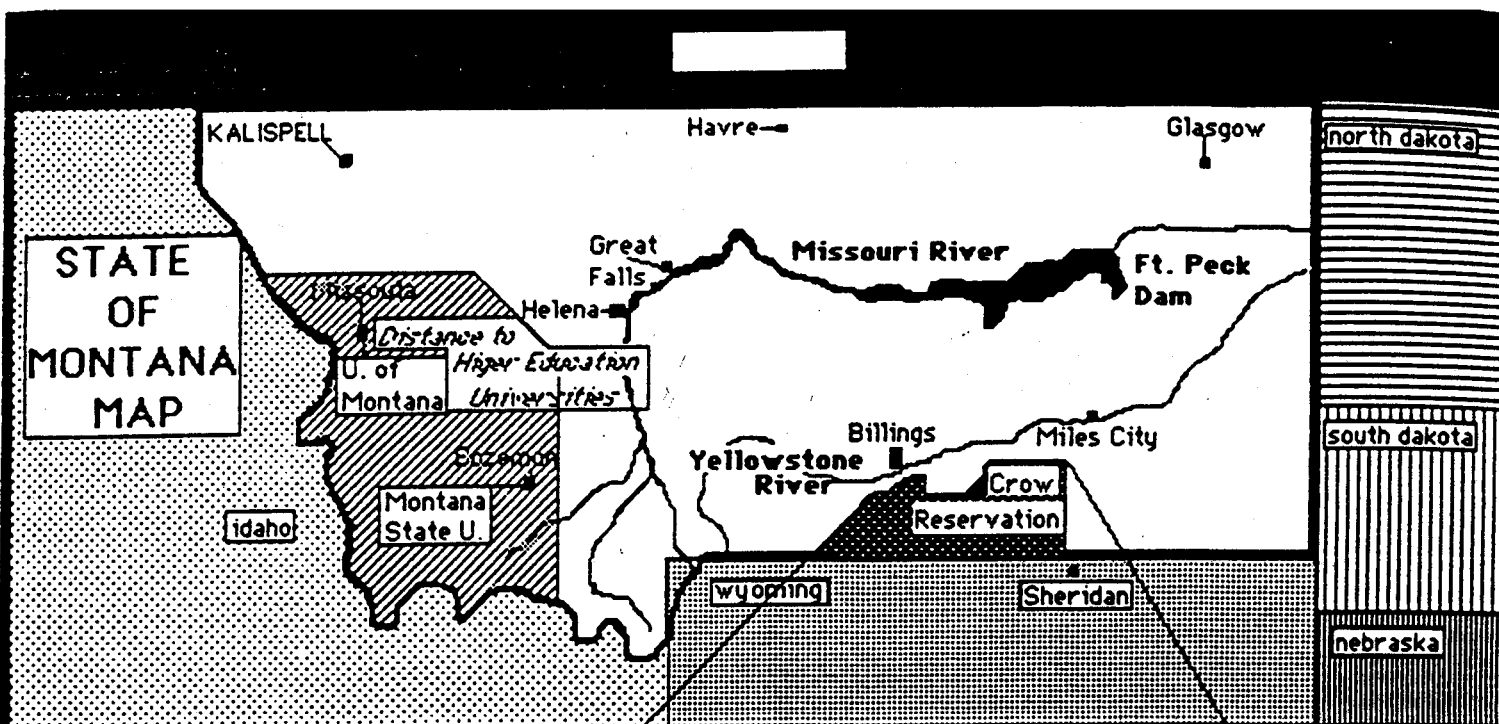 KALISPELL
Havre
Glasgow
north dakota
STATE
OF
MONTANA
MAP
Great
Falls
Missouri River
Ft. Peck
Dam
Missoula
Helena
Distance to
Higer Education
Universities
U. of
Montana
Billings
Miles City
south dakota
Bozeman
Yellowstone
River
Crow
Reservation
Montana
State U.
idaho
wyoming
Sheridan
nebraska